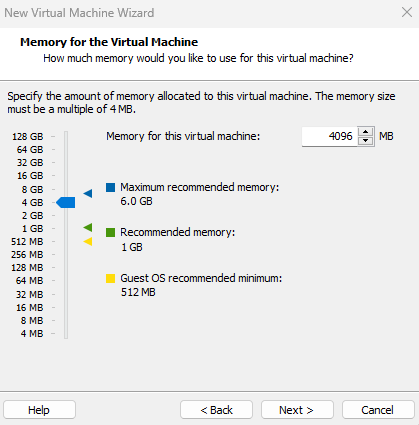 New Virtual Machine Wizard
Memory for the Virtual Machine
How much memory would you like to use for this virtual machine?
Specify the amount of memory allocated to this virtual machine. The memory size
must be a multiple of 4 MB.
Memory for this virtual machine: 4096 MB
128 GB
64 GB
32 GB
16 GB
8 GB
4 GB
2 GB
1 GB
512 MB
256 MB
128 MB
64 MB
32 MB
16 MB
8 MB
4 MB
Maximum recommended memory:
6.0 GB
Recommended memory:
1 GB
Guest OS recommended minimum:
512 MB
Help
< Back
Next >
Cancel